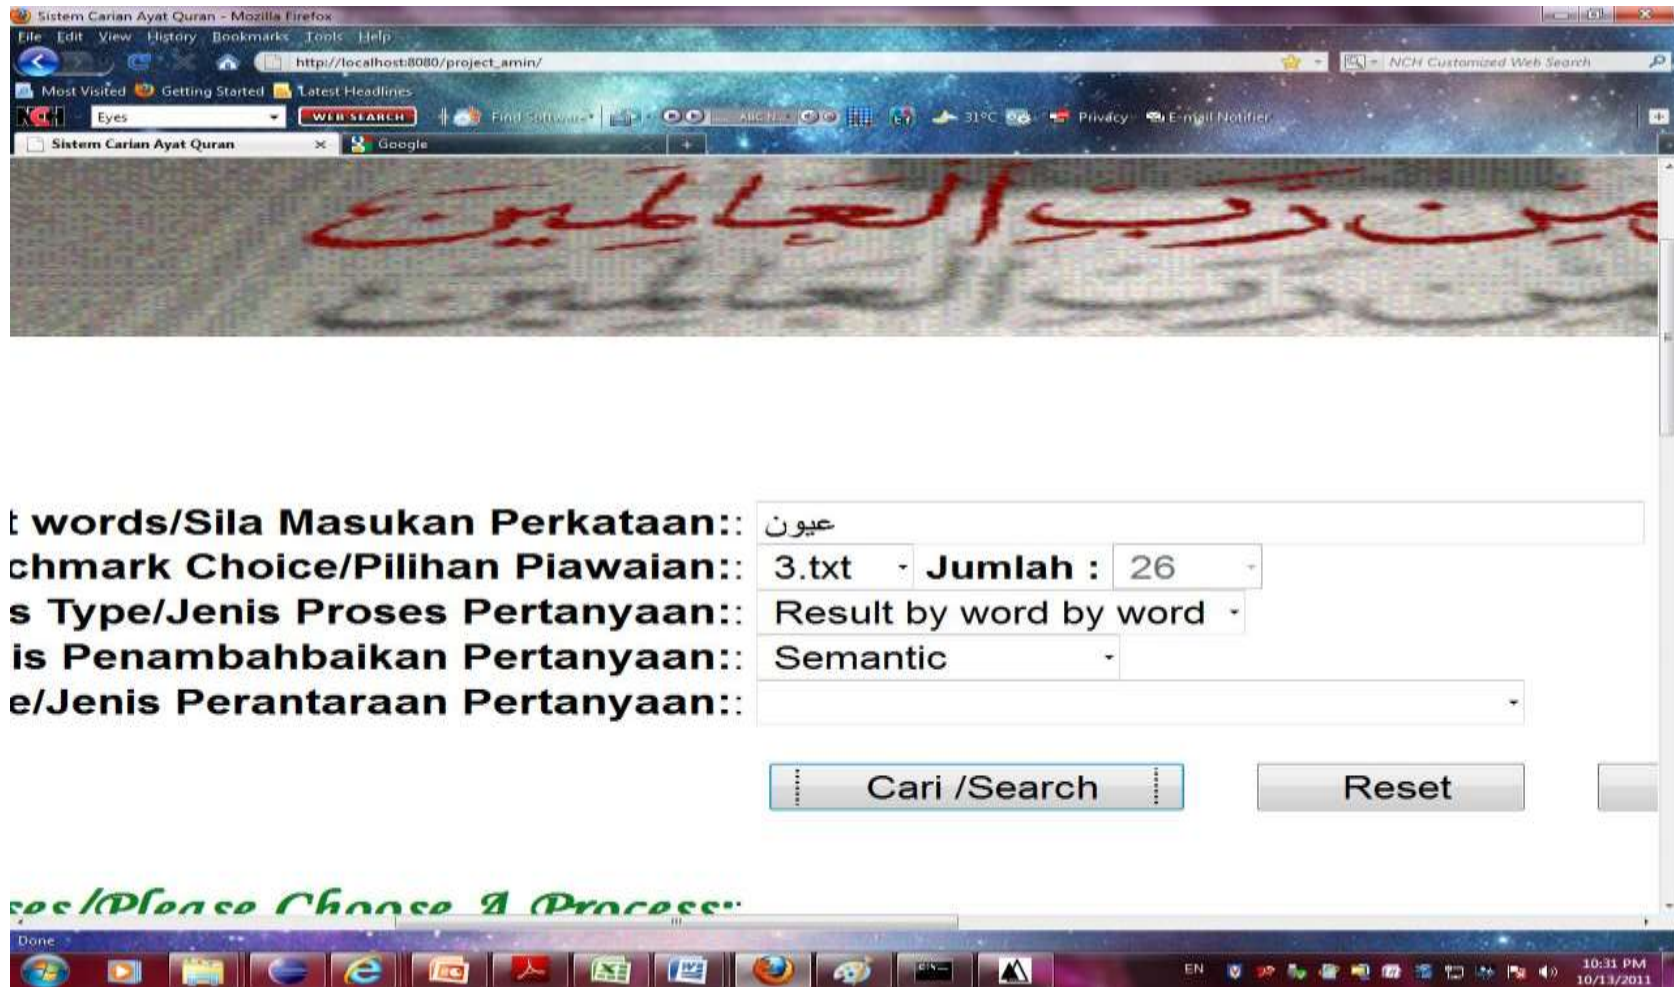 Sistem Carian Ayat Quran - Mozilla Firefox
File Edit View History Bookmarks Tools Help
http://localhost:8080/project_amin/ NCH Customized Web Search
Most Visited Getting Started Latest Headlines
NCH Eyes WEB SEARCH Find Software 31°C Privacy E-mail Notifier
Sistem Carian Ayat Quran Google
مِن رَبِّ الْعَالَمِينَ
t words/Sila Masukan Perkataan:: عيون
chmark Choice/Pilihan Piawaian:: 3.txt Jumlah : 26
s Type/Jenis Proses Pertanyaan:: Result by word by word
is Penambahbaikan Pertanyaan:: Semantic
e/Jenis Perantaraan Pertanyaan::
Cari /Search Reset
ses/Please Choose A Process::
Done
EN 10:31 PM
10/13/2011